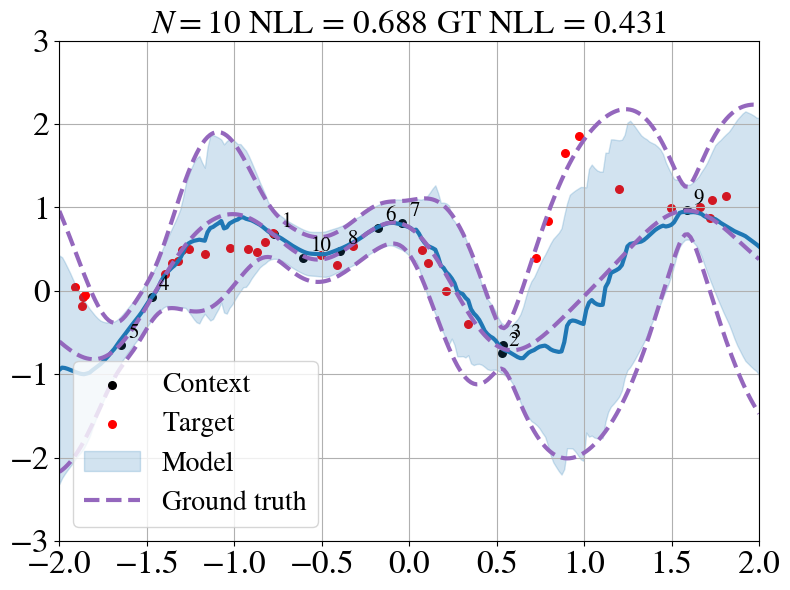 N = 10 NLL = 0.688 GT NLL = 0.431
3
2
1
0
−1
−2
−3
1
2
3
4
5
6
7
8
9
10
Context
Target
Model
Ground truth
−2.0 −1.5 −1.0 −0.5 0.0 0.5 1.0 1.5 2.0